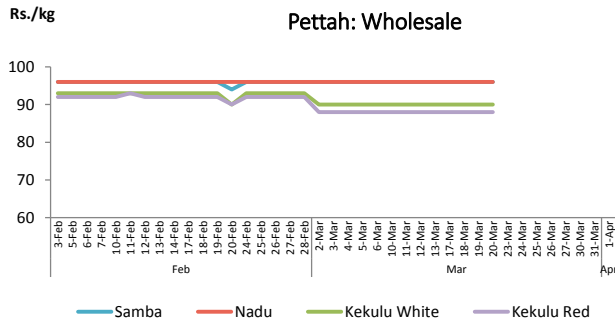 Rs./kg
Pettah: Wholesale
100
90
80
70
60
3-Feb 5-Feb 6-Feb 7-Feb 10-Feb 11-Feb 12-Feb 13-Feb 14-Feb 17-Feb 18-Feb 19-Feb 20-Feb 24-Feb 25-Feb 26-Feb 27-Feb 28-Feb 2-Mar 3-Mar 4-Mar 5-Mar 6-Mar 10-Mar 11-Mar 12-Mar 13-Mar 17-Mar 18-Mar 19-Mar 20-Mar 23-Mar 24-Mar 25-Mar 26-Mar 27-Mar 30-Mar 31-Mar 1-Apr
Feb Mar Apr
Samba Nadu Kekulu White Kekulu Red